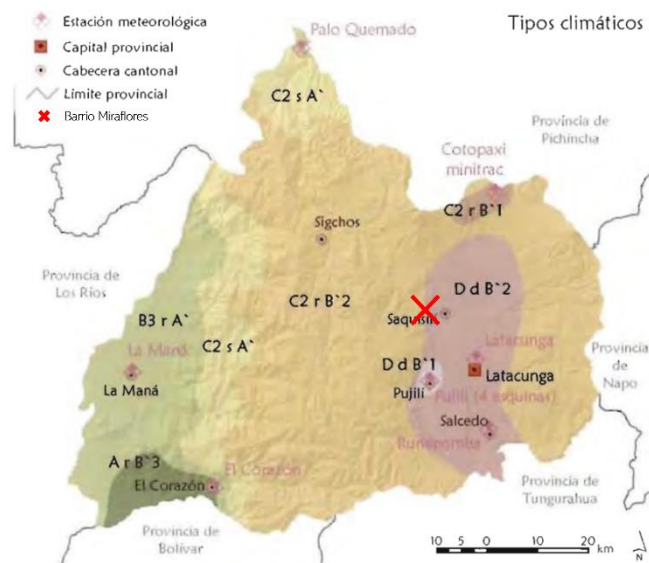 Tipos climáticos
Estación meteorológica
Capital provincial
Cabecera cantonal
Límite provincial
Barrio Miraflores
Palo Quemado
C2 s A`
Provincia de
Pichincha
Cotopaxi
minitrac
C2 r B`1
Sigchos
Provincia de
Los Ríos
C2 r B`2
D d B`2
B3 r A`
Saquisilí
C2 s A`
La Maná
La Maná
D d B`1
Latacunga
Latacunga
Provincia
de
Napo
Pujilí
Pujilí (4 esquinas)
Salcedo
Rumipamba
A r B`3
El Corazón
El Corazón
Provincia de
Tungurahua
Provincia de
Bolívar
10 5 0 10 20
km
N